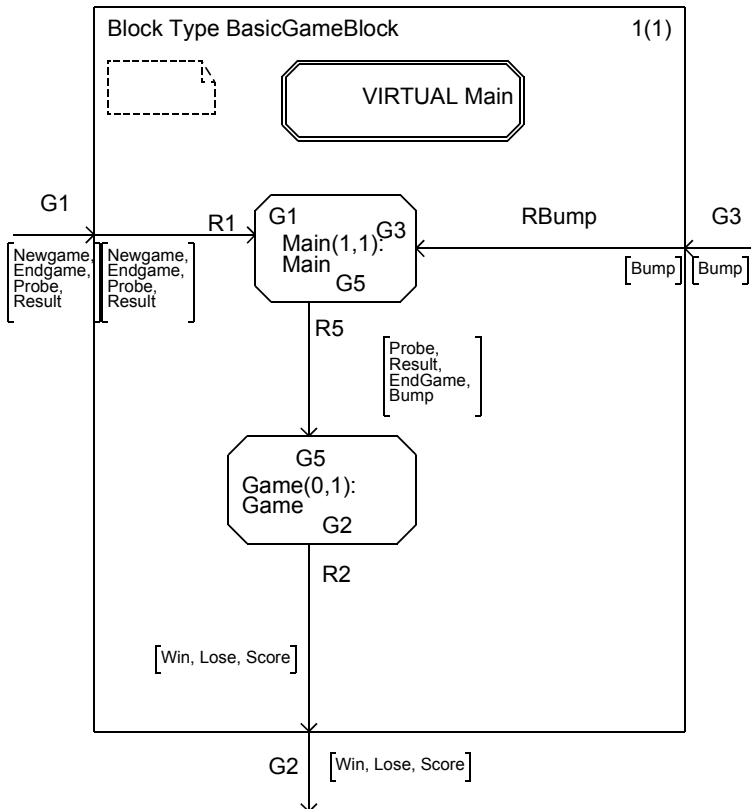 Block Type BasicGameBlock 1(1)
VIRTUAL Main
G1
R1
G1
G3
Main(1,1):
Main
G5
RBump
G3
[Newgame,
Endgame,
Probe,
Result]
[Newgame,
Endgame,
Probe,
Result]
[Bump]
[Bump]
R5
[Probe,
Result,
EndGame,
Bump]
G5
Game(0,1):
Game
G2
R2
[Win, Lose, Score]
G2
[Win, Lose, Score]